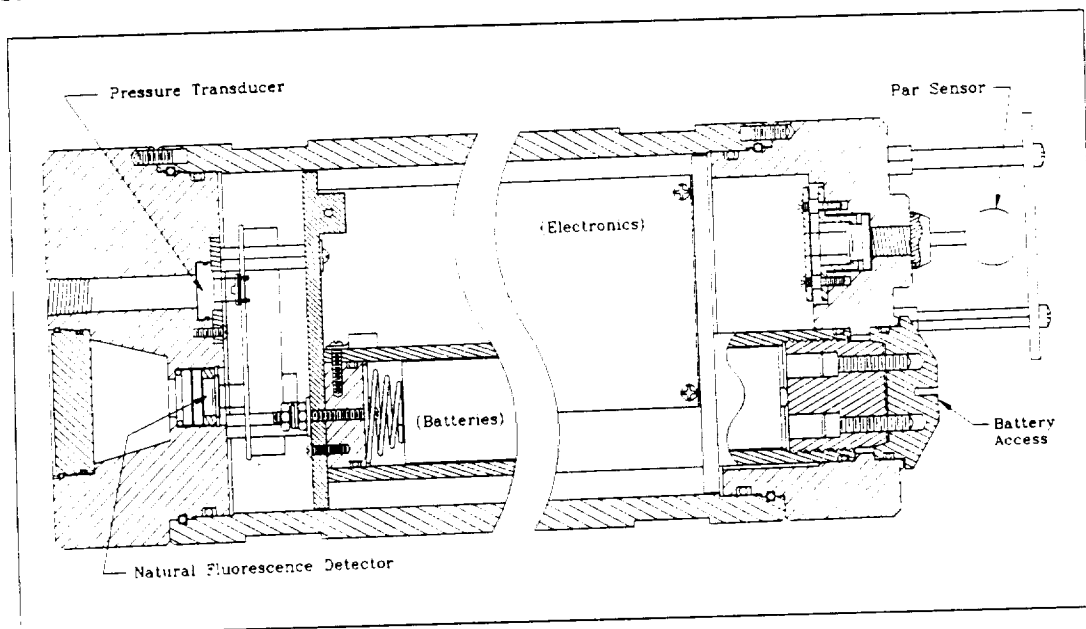 Pressure Transducer
Par Sensor
(Electronics)
(Batteries)
Battery
Access
Natural Fluorescence Detector